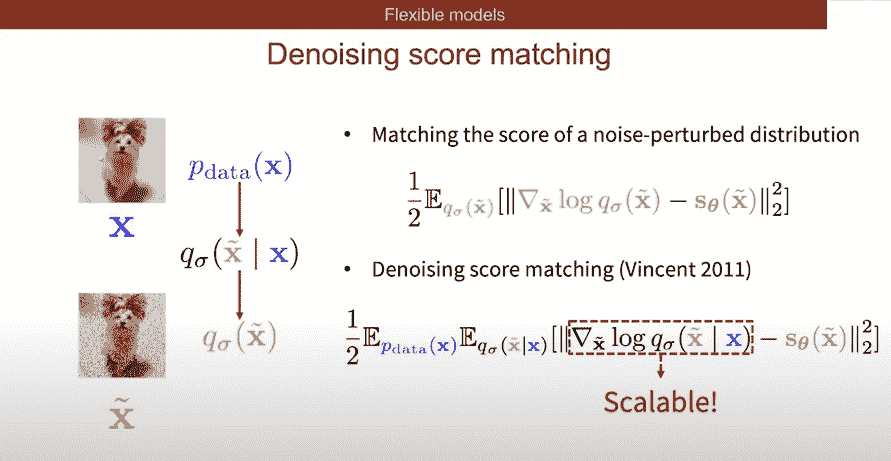 Flexible models
Denoising score matching
x
p_data(x)
q_σ(x̃ | x)
q_σ(x̃)
x̃
• Matching the score of a noise-perturbed distribution
1/2 𝔼_{q_σ(x̃)}[‖∇_x̃ log q_σ(x̃) − s_θ(x̃)‖₂²]
• Denoising score matching (Vincent 2011)
1/2 𝔼_{p_data(x)}𝔼_{q_σ(x̃|x)}[‖∇_x̃ log q_σ(x̃ | x) − s_θ(x̃)‖₂²]
Scalable!